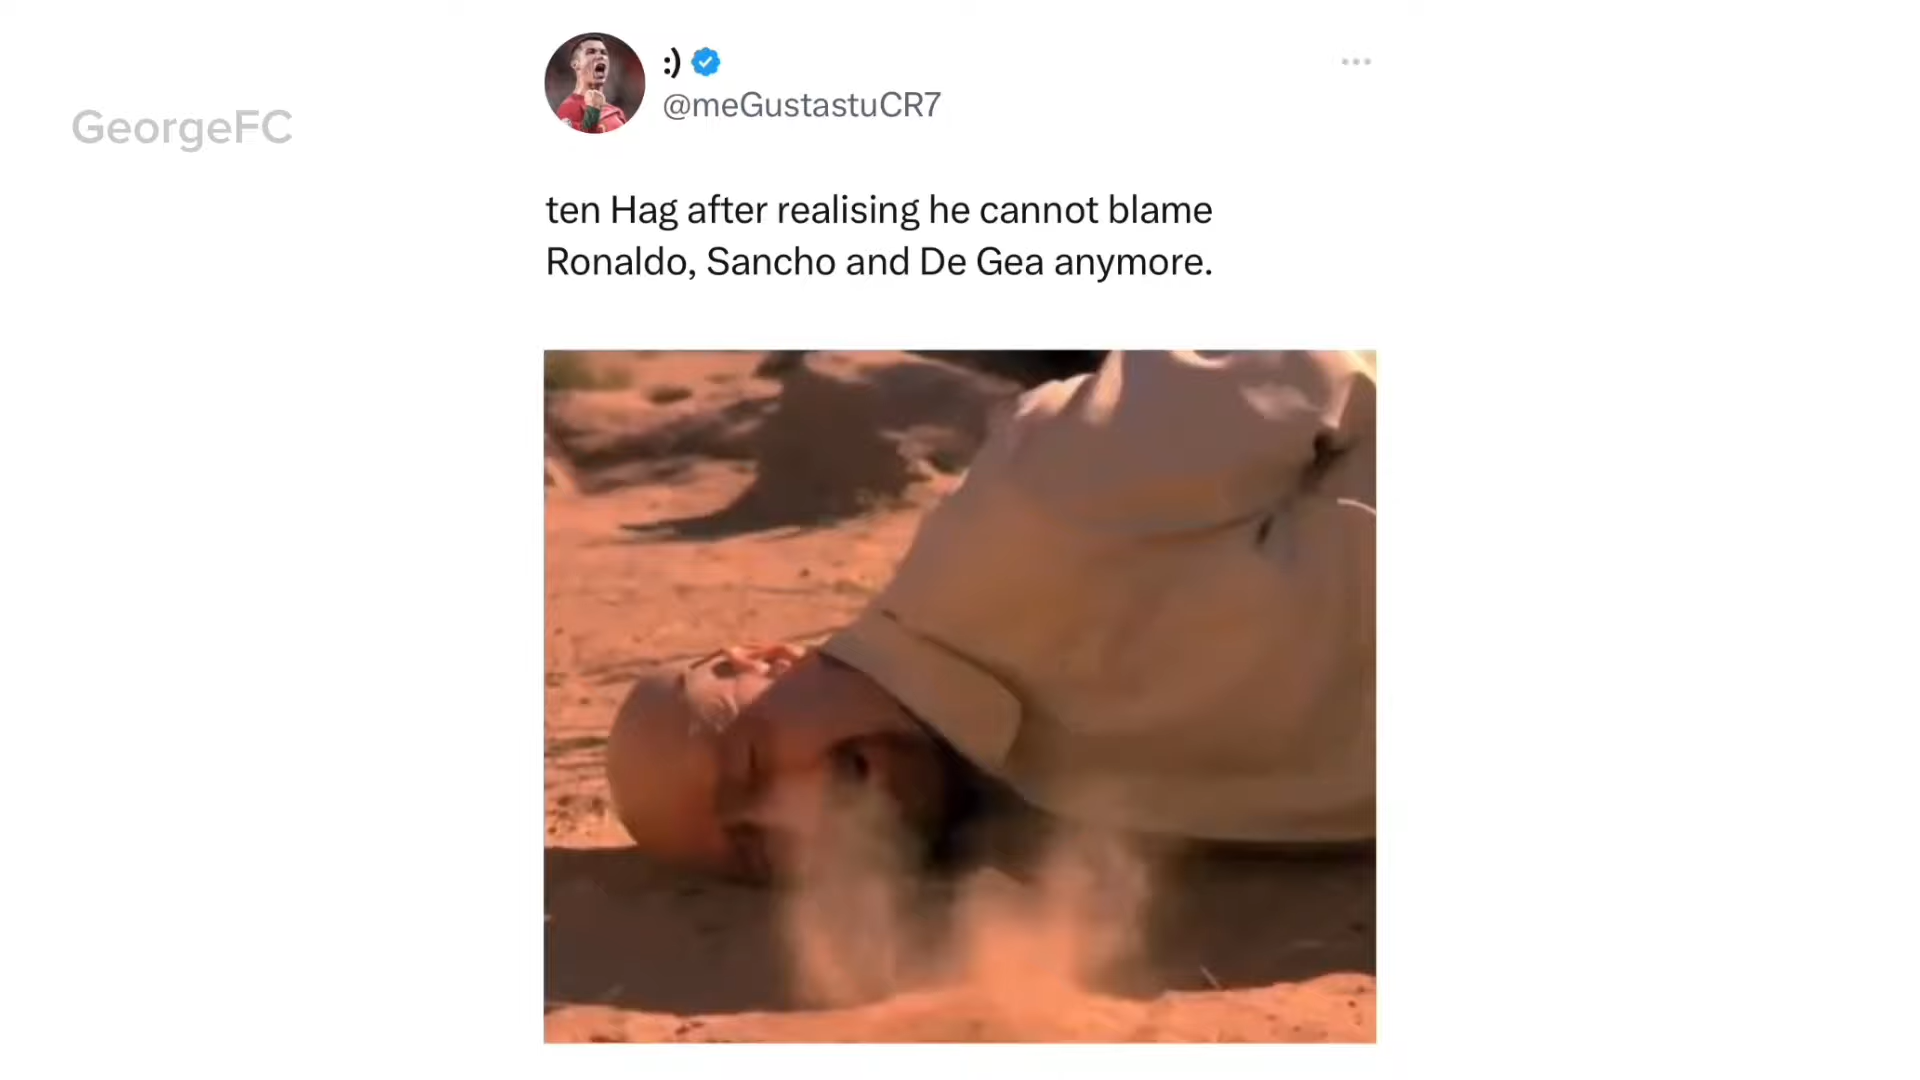 GeorgeFC
:)
@meGustastuCR7
ten Hag after realising he cannot blame
Ronaldo, Sancho and De Gea anymore.